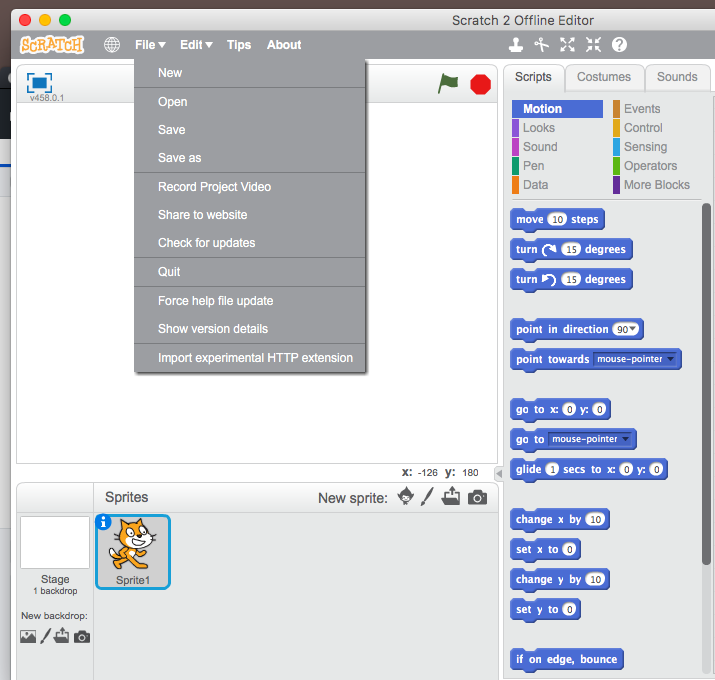 Scratch 2 Offline Editor
SCRATCH
File Edit Tips About
New
Open
Save
Save as
Record Project Video
Share to website
Check for updates
Quit
Force help file update
Show version details
Import experimental HTTP extension
v458.0.1
x: -126 y: 180
Sprites
New sprite:
Sprite1
Stage
1 backdrop
New backdrop:
Scripts Costumes Sounds
Motion Events
Looks Control
Sound Sensing
Pen Operators
Data More Blocks
move 10 steps
turn 15 degrees
turn 15 degrees
point in direction 90
point towards mouse-pointer
go to x: 0 y: 0
go to mouse-pointer
glide 1 secs to x: 0 y: 0
change x by 10
set x to 0
change y by 10
set y to 0
if on edge, bounce